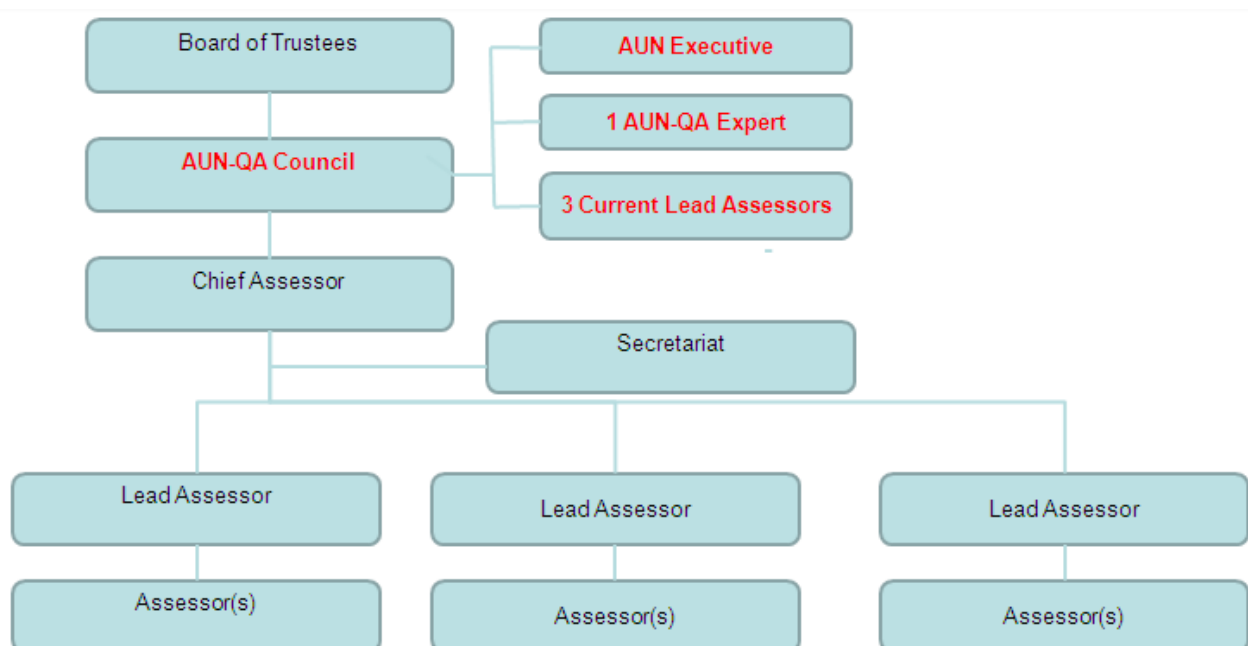 Board of Trustees
AUN Executive
1 AUN-QA Expert
AUN-QA Council
3 Current Lead Assessors
Chief Assessor
Secretariat
Lead Assessor
Lead Assessor
Lead Assessor
Assessor(s)
Assessor(s)
Assessor(s)